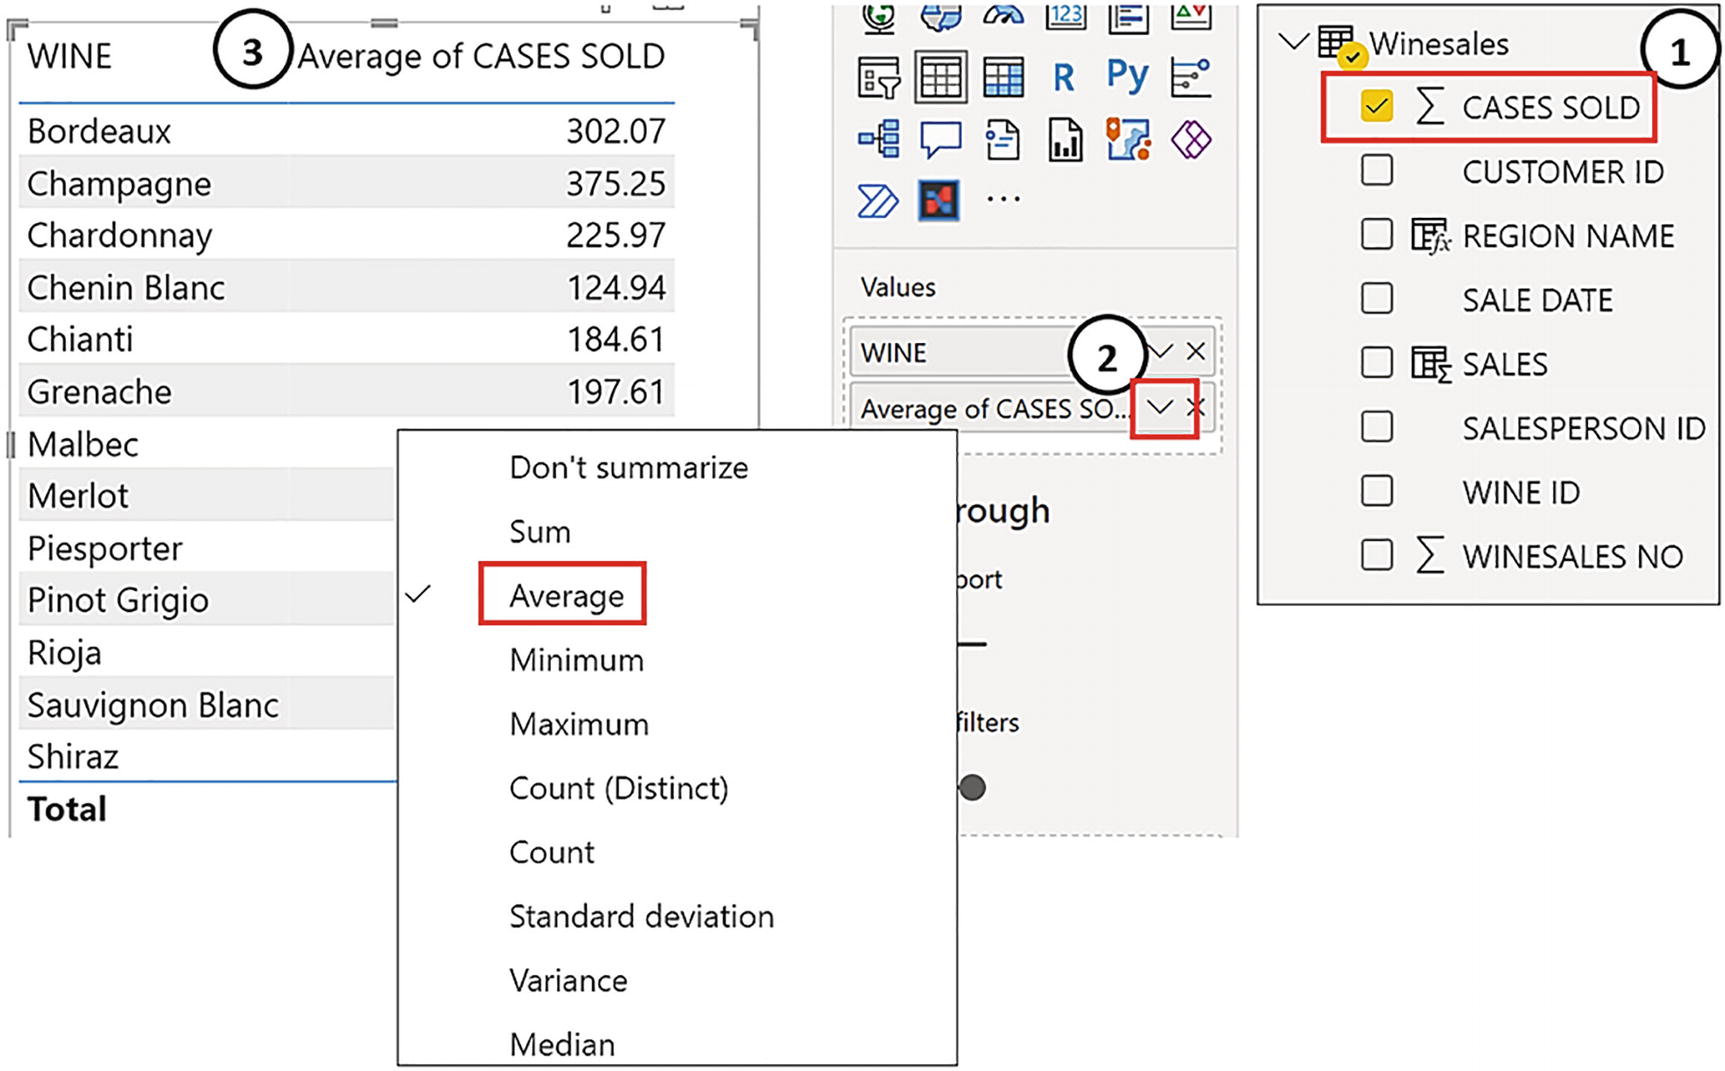 WINE 3 Average of CASES SOLD
Bordeaux 302.07
Champagne 375.25
Chardonnay 225.97
Chenin Blanc 124.94
Chianti 184.61
Grenache 197.61
Malbec
Merlot
Piesporter
Pinot Grigio
Rioja
Sauvignon Blanc
Shiraz
Total
Don't summarize
Sum
Average
Minimum
Maximum
Count (Distinct)
Count
Standard deviation
Variance
Median
123
R Py
...
Values
WINE 2
Average of CASES SO...
rough
port
filters
1
Winesales
CASES SOLD
CUSTOMER ID
REGION NAME
SALE DATE
SALES
SALESPERSON ID
WINE ID
WINESALES NO